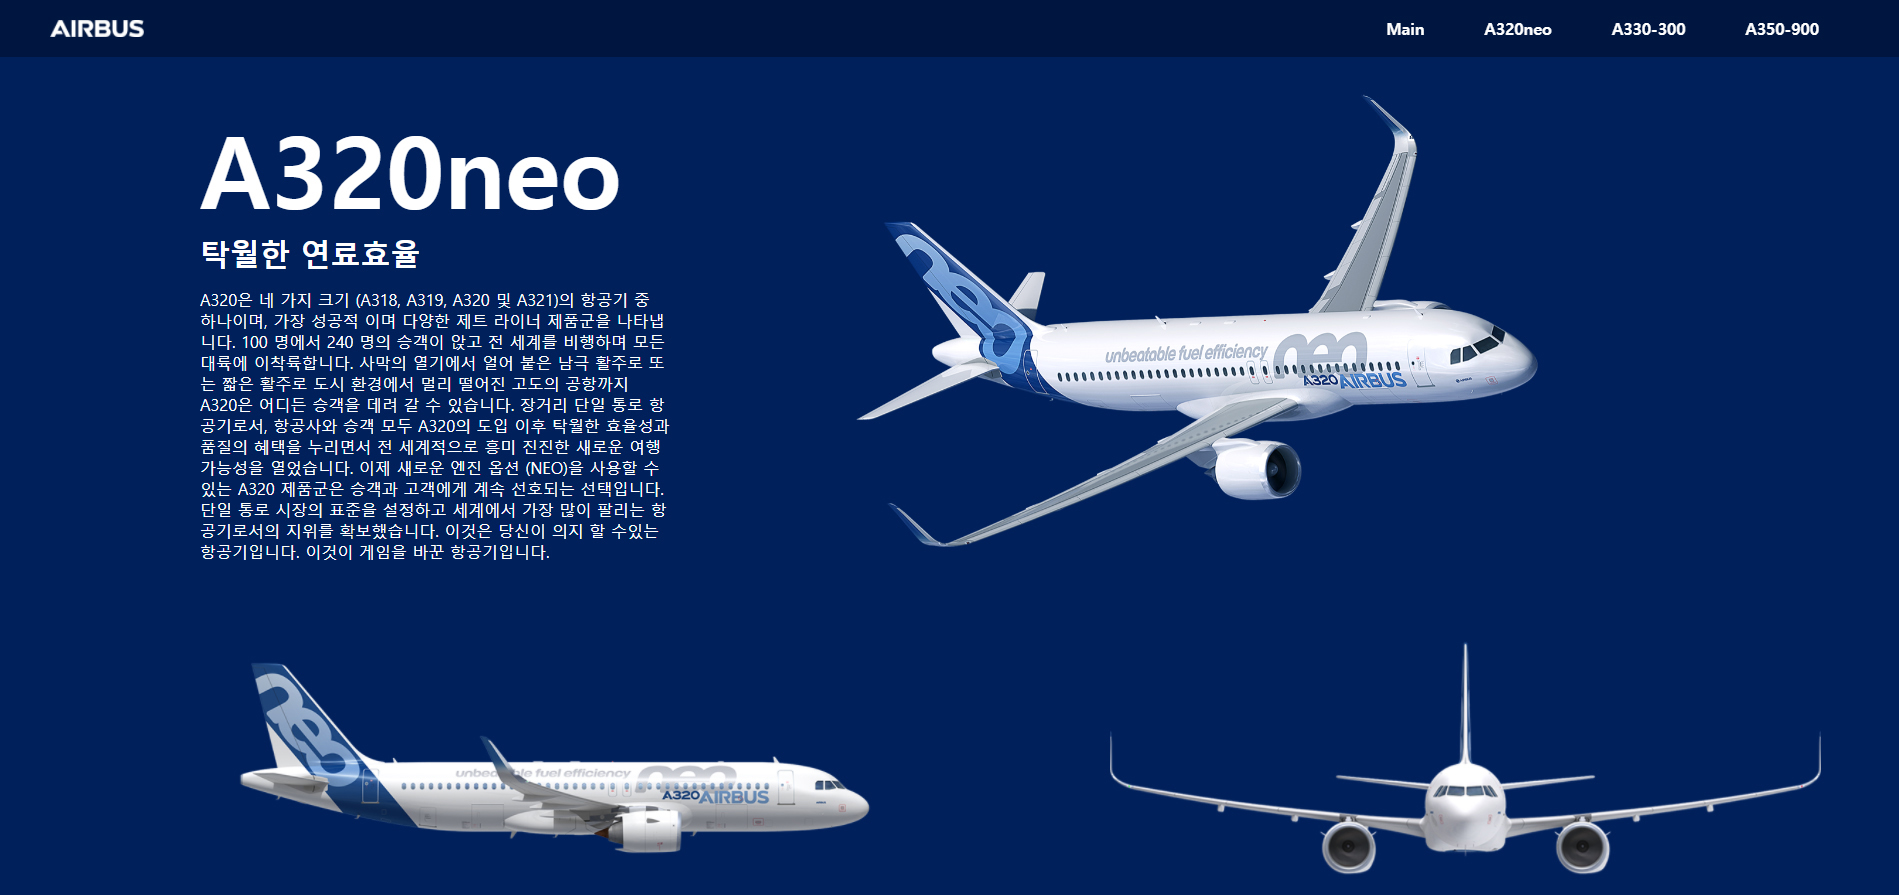 AIRBUS
Main A320neo A330-300 A350-900
A320neo
탁월한 연료효율
A320은 네 가지 크기 (A318, A319, A320 및 A321)의 항공기 중
하나이며, 가장 성공적 이며 다양한 제트 라이너 제품군을 나타냅
니다. 100 명에서 240 명의 승객이 앉고 전 세계를 비행하며 모든
대륙에 이착륙합니다. 사막의 열기에서 얼어 붙은 남극 활주로 또
는 짧은 활주로 도시 환경에서 멀리 떨어진 고도의 공항까지
A320은 어디든 승객을 데려 갈 수 있습니다. 장거리 단일 통로 항
공기로서, 항공사와 승객 모두 A320의 도입 이후 탁월한 효율성과
품질의 혜택을 누리면서 전 세계적으로 흥미 진진한 새로운 여행
가능성을 열었습니다. 이제 새로운 엔진 옵션 (NEO)을 사용할 수
있는 A320 제품군은 승객과 고객에게 계속 선호되는 선택입니다.
단일 통로 시장의 표준을 설정하고 세계에서 가장 많이 팔리는 항
공기로서의 지위를 확보했습니다. 이것은 당신이 의지 할 수있는
항공기입니다. 이것이 게임을 바꾼 항공기입니다.
neo
unbeatable fuel efficiency neo
A320 AIRBUS
neo
unbeatable fuel efficiency neo
A320 AIRBUS